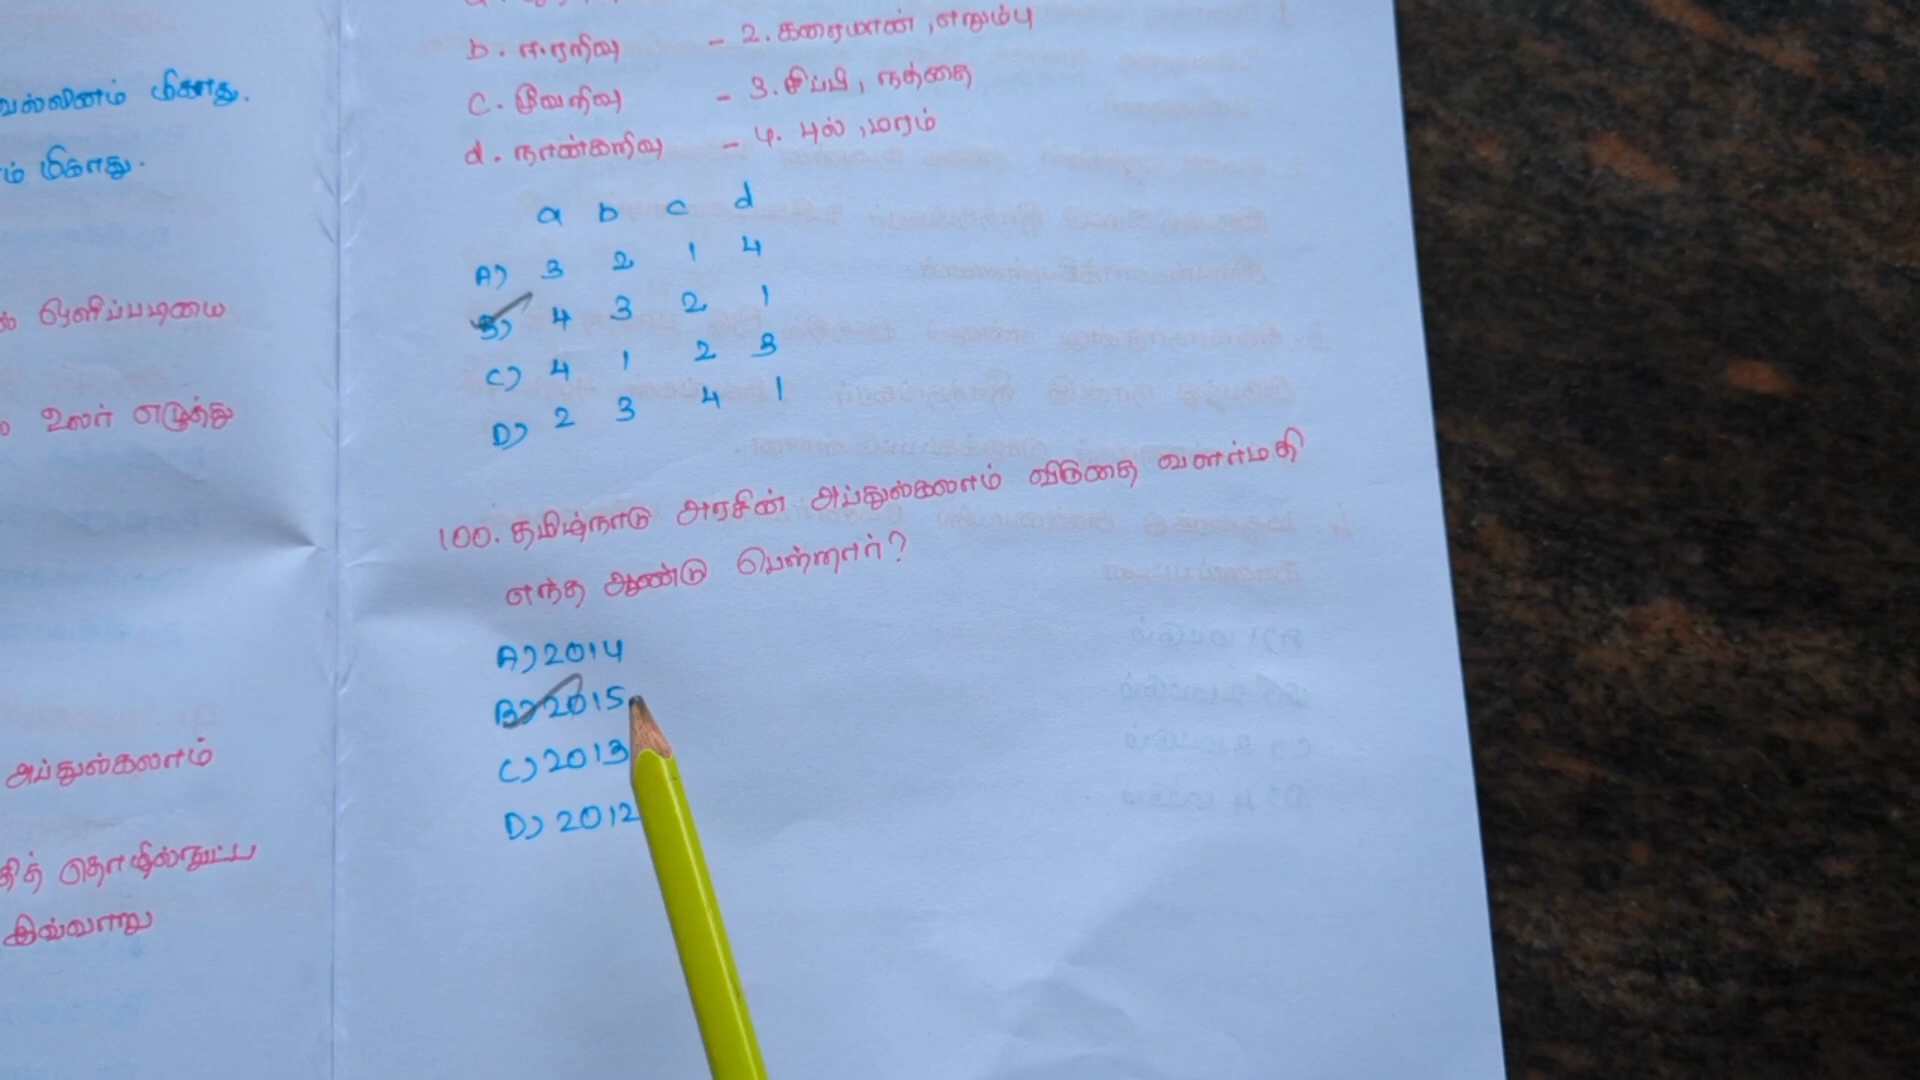 வல்லினம் மிகாது.
ம் மிகாது.
ல் ஒளிப்படிமை
உலர் எழுத்து
அப்துல்கலாம்
தித் தொழில்நுட்ப
இவ்வாறு
b. ஈரறிவு - 2. கரையான், எறும்பு
C. மூவறிவு - 3. சிப்பி, நத்தை
d. நான்கறிவு - 4. புல், மரம்
a b c d
A) 3 2 1 4
B) 4 3 2 1
C) 4 1 2 3
D) 2 3 4 1
100. தமிழ்நாடு அரசின் அப்துல்கலாம் விருதை வளர்மதி
எந்த ஆண்டு பெற்றார்?
A) 2014
B) 2015
C) 2013
D) 2012